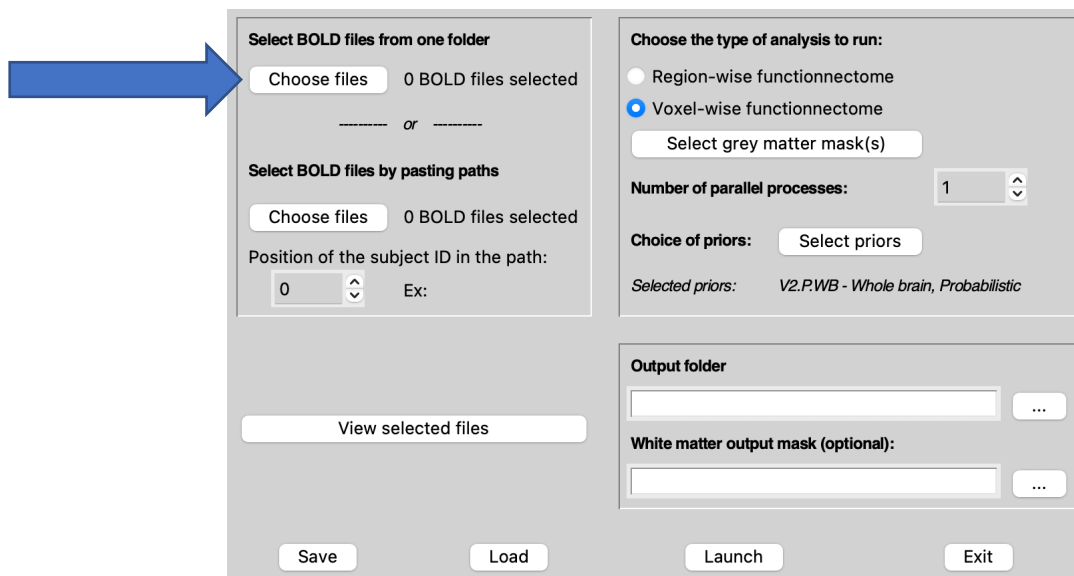 Select BOLD files from one folder
Choose files 0 BOLD files selected
---------- or ----------
Select BOLD files by pasting paths
Choose files 0 BOLD files selected
Position of the subject ID in the path:
0 Ex:
View selected files
Choose the type of analysis to run:
Region-wise functionnectome
Voxel-wise functionnectome
Select grey matter mask(s)
Number of parallel processes: 1
Choice of priors: Select priors
Selected priors: V2.P.WB - Whole brain, Probabilistic
Output folder
...
White matter output mask (optional):
...
Save Load Launch Exit